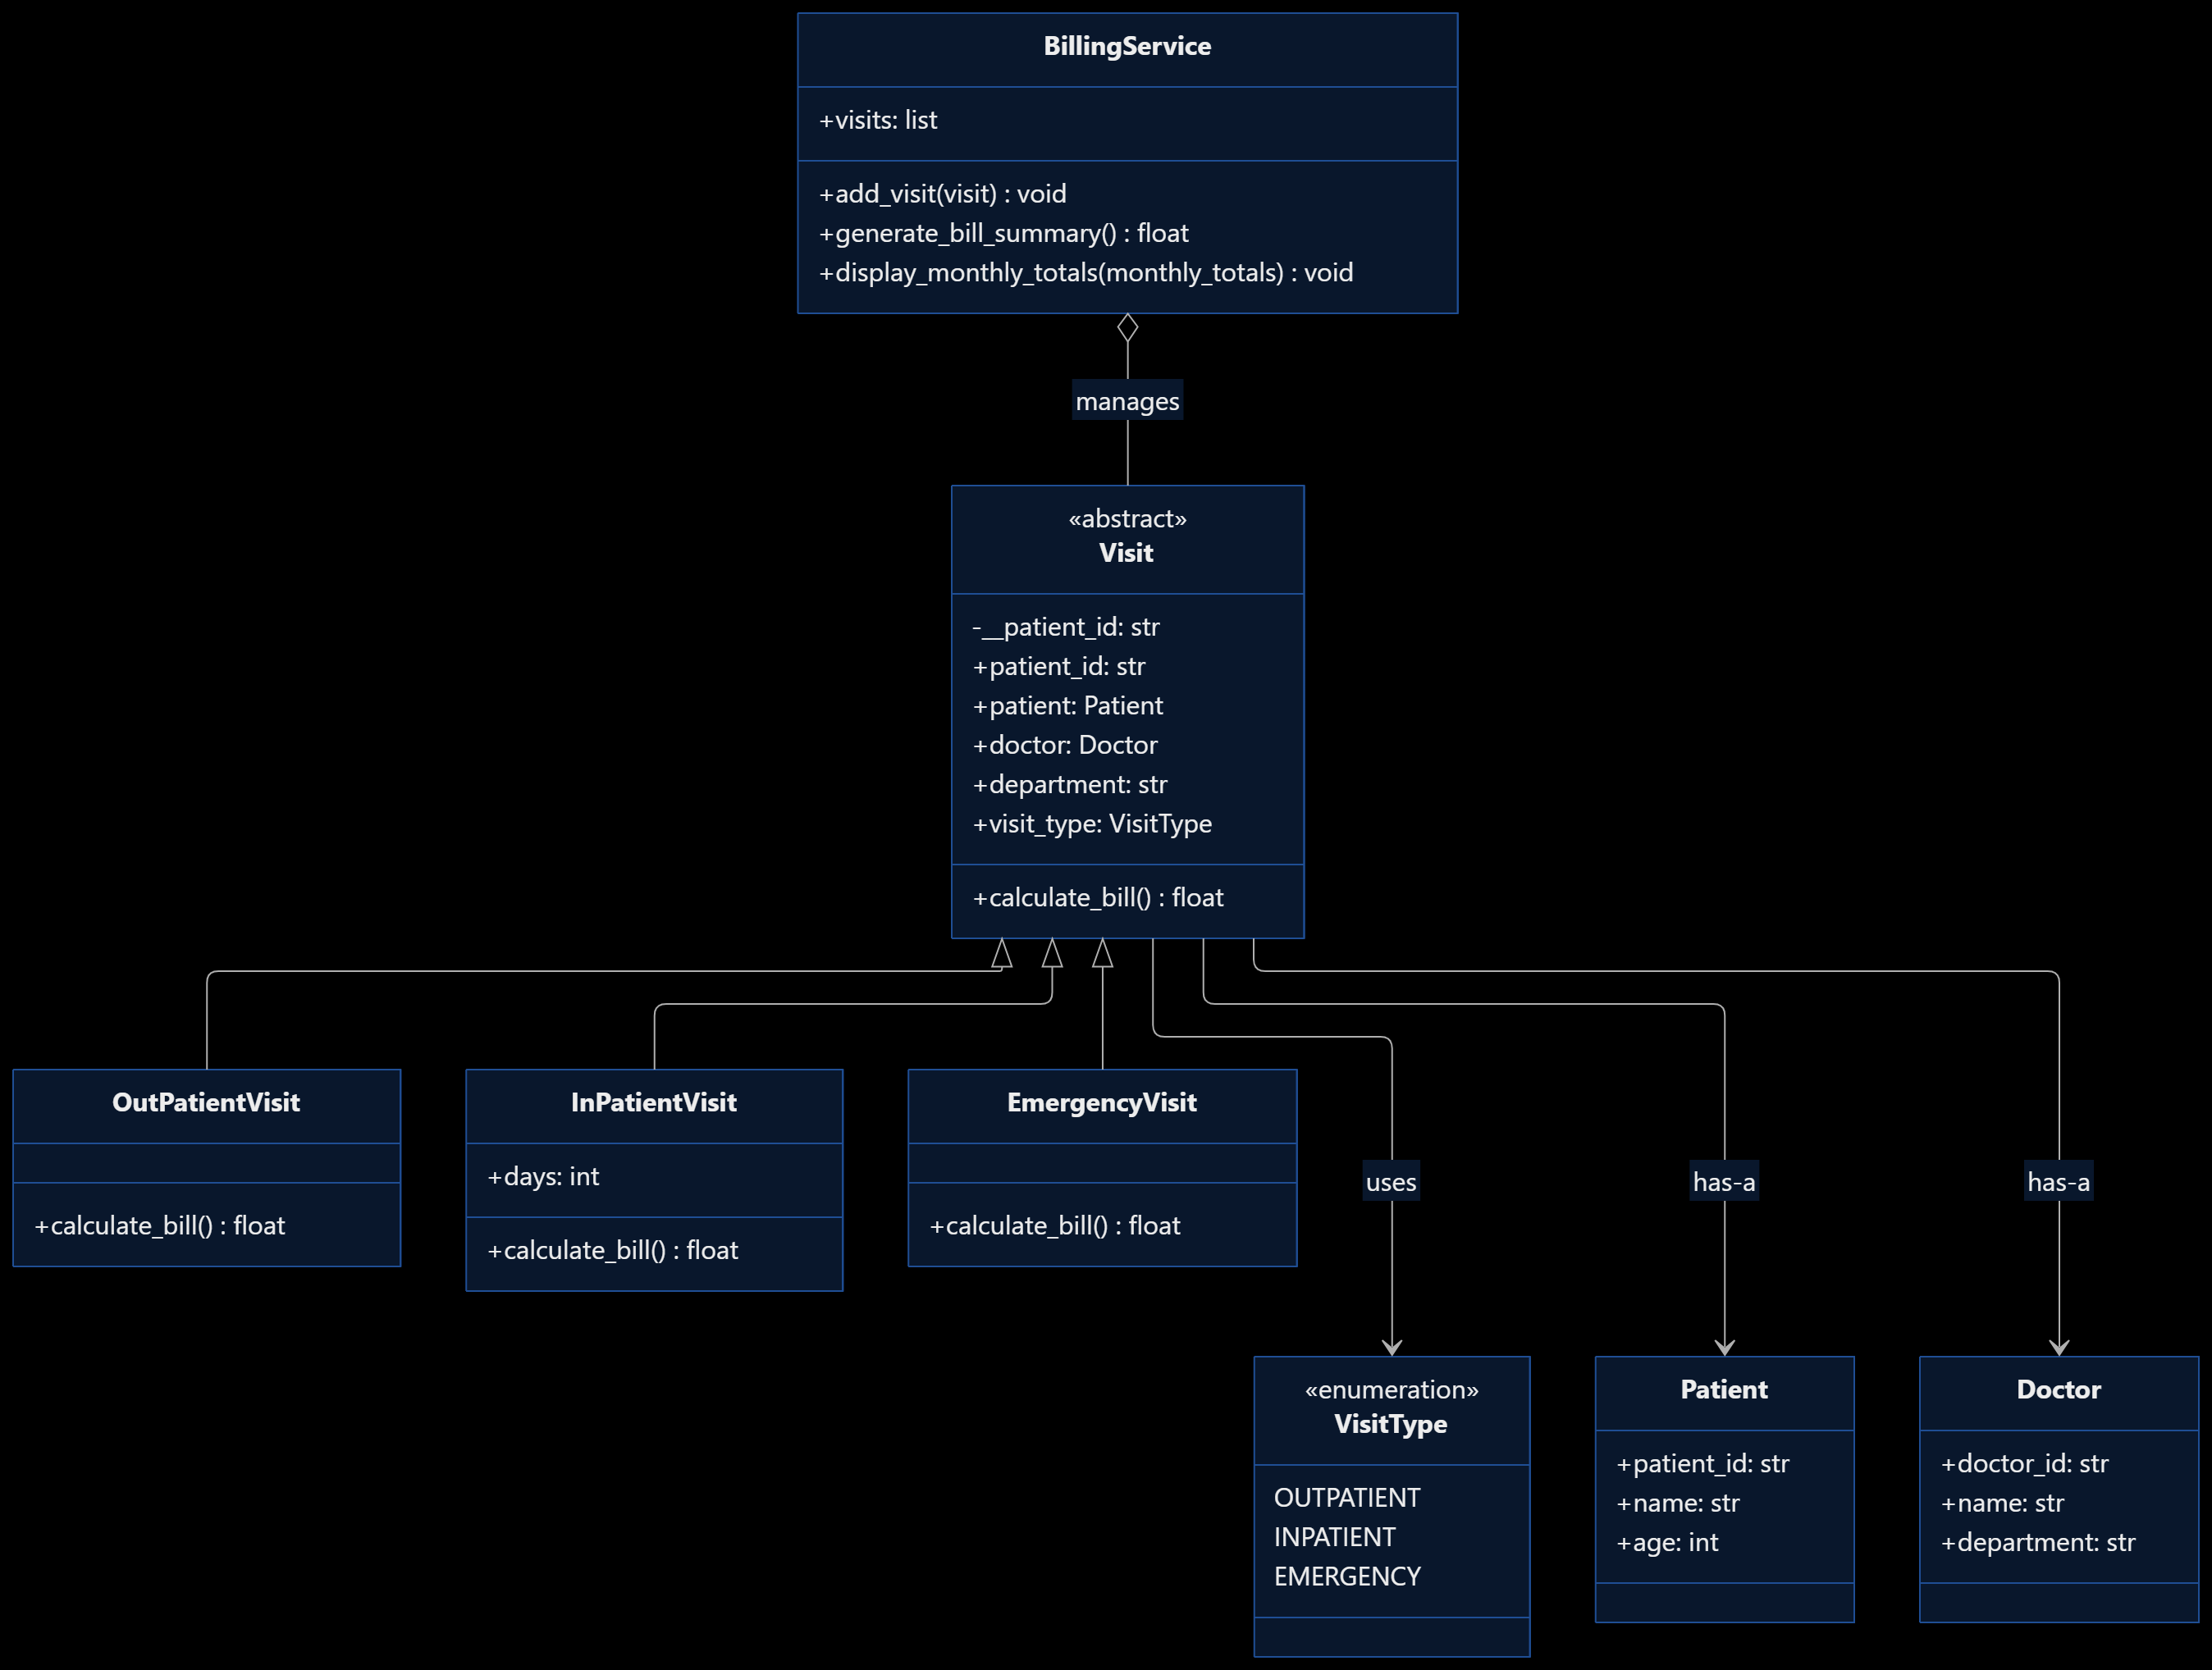 BillingService
+visits: list
+add_visit(visit) : void
+generate_bill_summary() : float
+display_monthly_totals(monthly_totals) : void
manages
«abstract»
Visit
-__patient_id: str
+patient_id: str
+patient: Patient
+doctor: Doctor
+department: str
+visit_type: VisitType
+calculate_bill() : float
OutPatientVisit
+calculate_bill() : float
InPatientVisit
+days: int
+calculate_bill() : float
EmergencyVisit
+calculate_bill() : float
uses
has-a
has-a
«enumeration»
VisitType
OUTPATIENT
INPATIENT
EMERGENCY
Patient
+patient_id: str
+name: str
+age: int
Doctor
+doctor_id: str
+name: str
+department: str